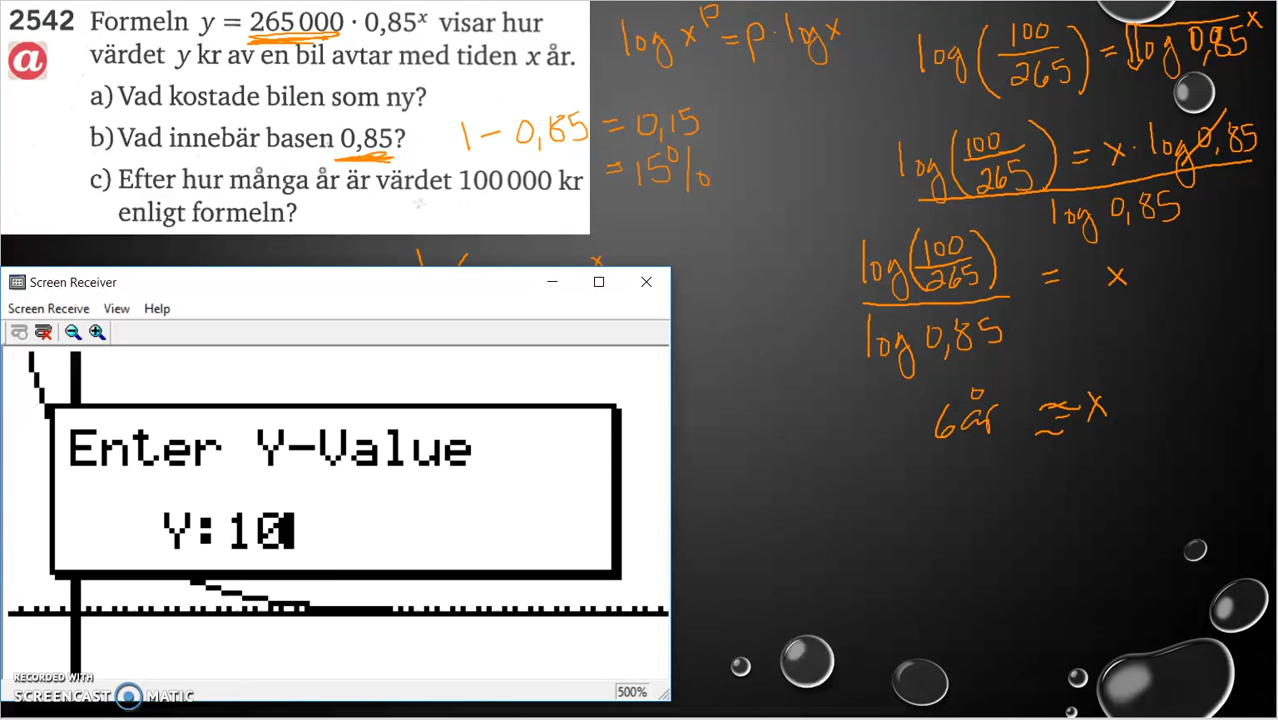 2542 Formeln y = 265 000 · 0,85ˣ visar hur
a
värdet y kr av en bil avtar med tiden x år.
a) Vad kostade bilen som ny?
b) Vad innebär basen 0,85?
c) Efter hur många år är värdet 100 000 kr
enligt formeln?
1 - 0,85 = 0,15
= 15%
log xᵖ = p · log x
log(100/265) = log 0,85ˣ
log(100/265) = x · log 0,85
log 0,85
log(100/265) = x
log 0,85
6 år ≈ x
x
Screen Receiver
Screen Receive View Help
Enter Y-Value
Y:10
500%
RECORDED WITH
SCREENCAST MATIC